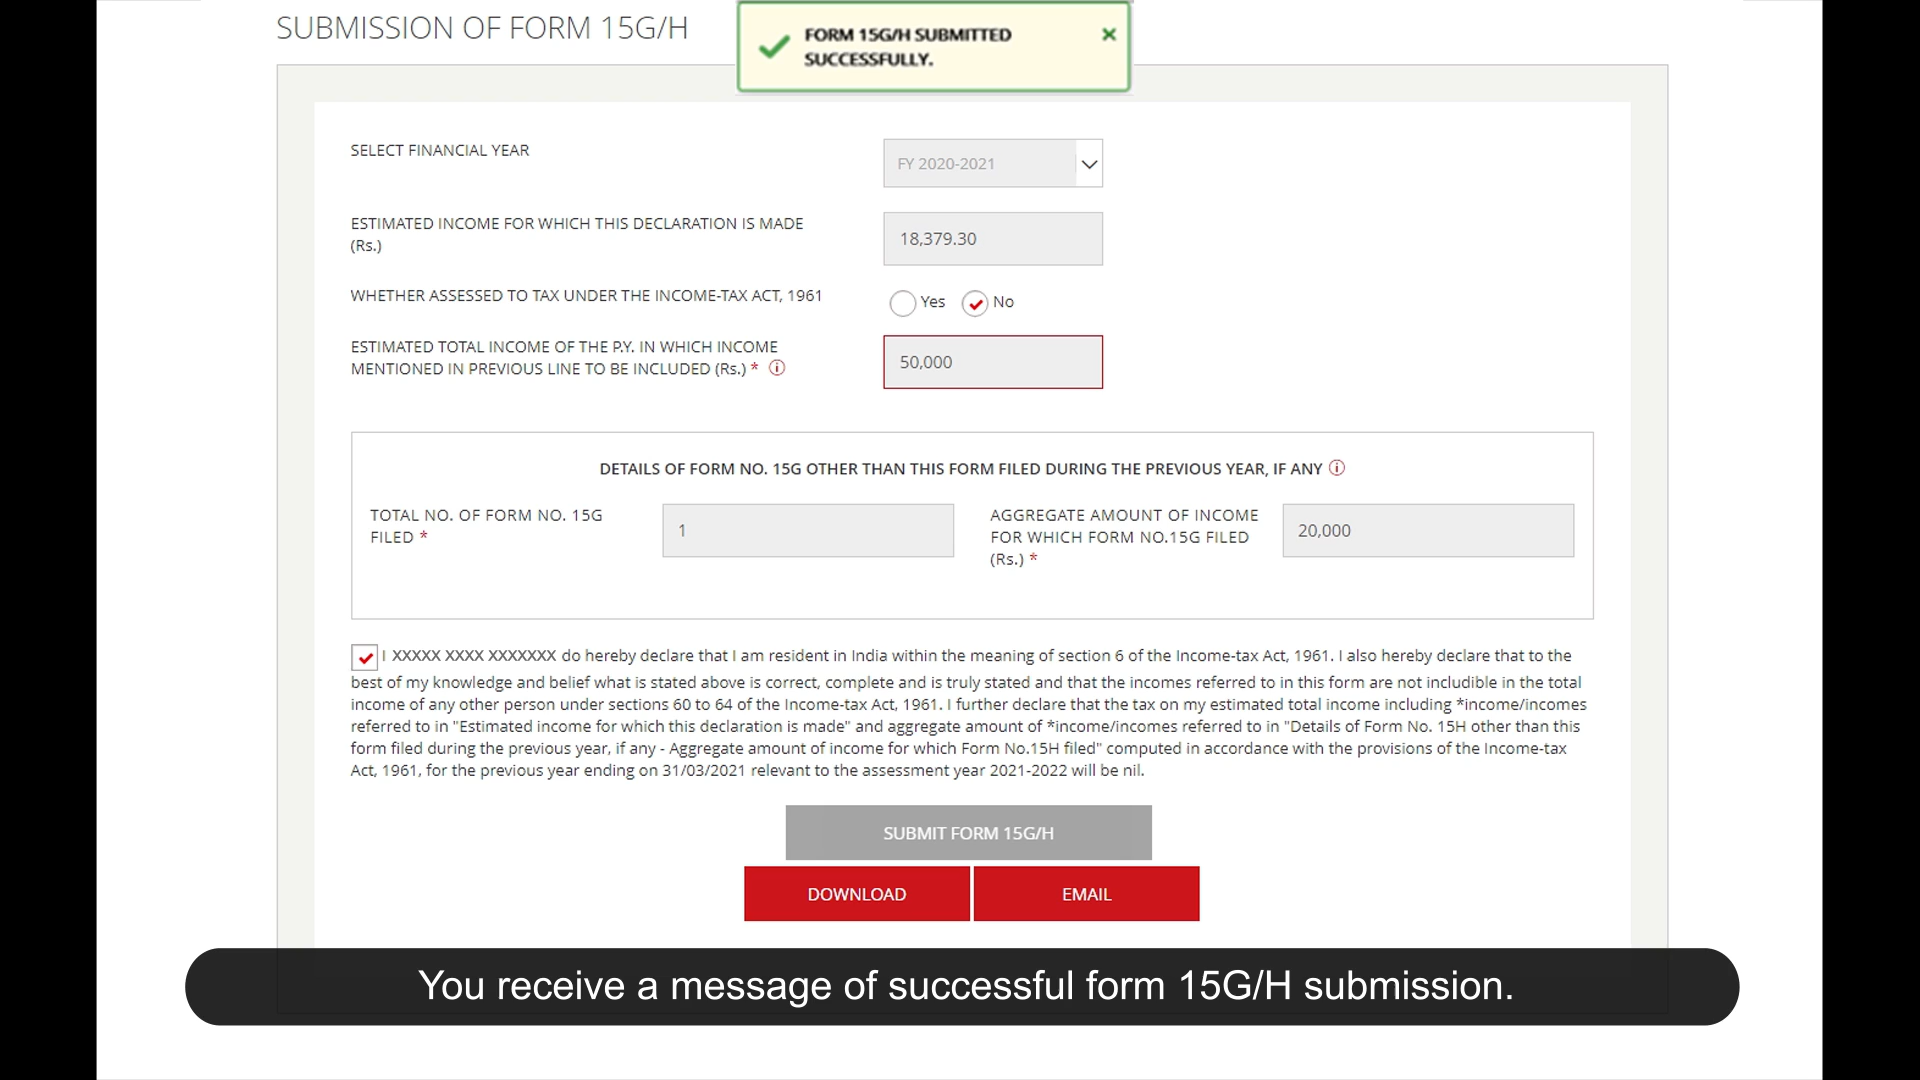 SUBMISSION OF FORM 15G/H
FORM 15G/H SUBMITTED
SUCCESSFULLY.
SELECT FINANCIAL YEAR
FY 2020-2021
ESTIMATED INCOME FOR WHICH THIS DECLARATION IS MADE
(Rs.)
18,379.30
WHETHER ASSESSED TO TAX UNDER THE INCOME-TAX ACT, 1961
Yes No
ESTIMATED TOTAL INCOME OF THE P.Y. IN WHICH INCOME
MENTIONED IN PREVIOUS LINE TO BE INCLUDED (Rs.) *
50,000
DETAILS OF FORM NO. 15G OTHER THAN THIS FORM FILED DURING THE PREVIOUS YEAR, IF ANY
TOTAL NO. OF FORM NO. 15G
FILED *
1
AGGREGATE AMOUNT OF INCOME
FOR WHICH FORM NO.15G FILED
(Rs.) *
20,000
I XXXXX XXXX XXXXXXX do hereby declare that I am resident in India within the meaning of section 6 of the Income-tax Act, 1961. I also hereby declare that to the
best of my knowledge and belief what is stated above is correct, complete and is truly stated and that the incomes referred to in this form are not includible in the total
income of any other person under sections 60 to 64 of the Income-tax Act, 1961. I further declare that the tax on my estimated total income including *income/incomes
referred to in "Estimated income for which this declaration is made" and aggregate amount of *income/incomes referred to in "Details of Form No. 15H other than this
form filed during the previous year, if any - Aggregate amount of income for which Form No.15H filed" computed in accordance with the provisions of the Income-tax
Act, 1961, for the previous year ending on 31/03/2021 relevant to the assessment year 2021-2022 will be nil.
SUBMIT FORM 15G/H
DOWNLOAD
EMAIL
You receive a message of successful form 15G/H submission.